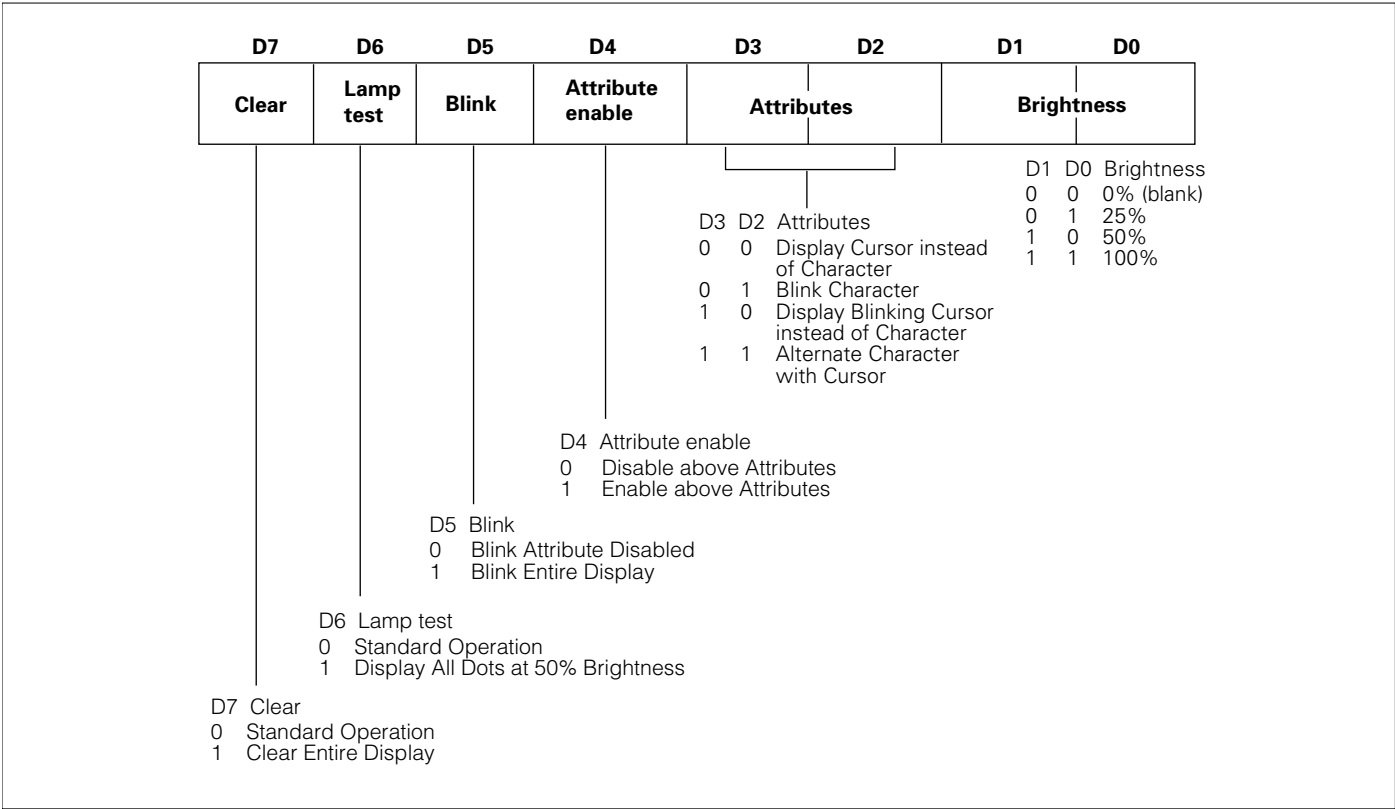 D7 D6 D5 D4 D3 D2 D1 D0
Clear Lamp test Blink Attribute enable Attributes Brightness
D1 D0 Brightness
0 0 0% (blank)
0 1 25%
1 0 50%
1 1 100%
D3 D2 Attributes
0 0 Display Cursor instead
of Character
0 1 Blink Character
1 0 Display Blinking Cursor
instead of Character
1 1 Alternate Character
with Cursor
D4 Attribute enable
0 Disable above Attributes
1 Enable above Attributes
D5 Blink
0 Blink Attribute Disabled
1 Blink Entire Display
D6 Lamp test
0 Standard Operation
1 Display All Dots at 50% Brightness
D7 Clear
0 Standard Operation
1 Clear Entire Display